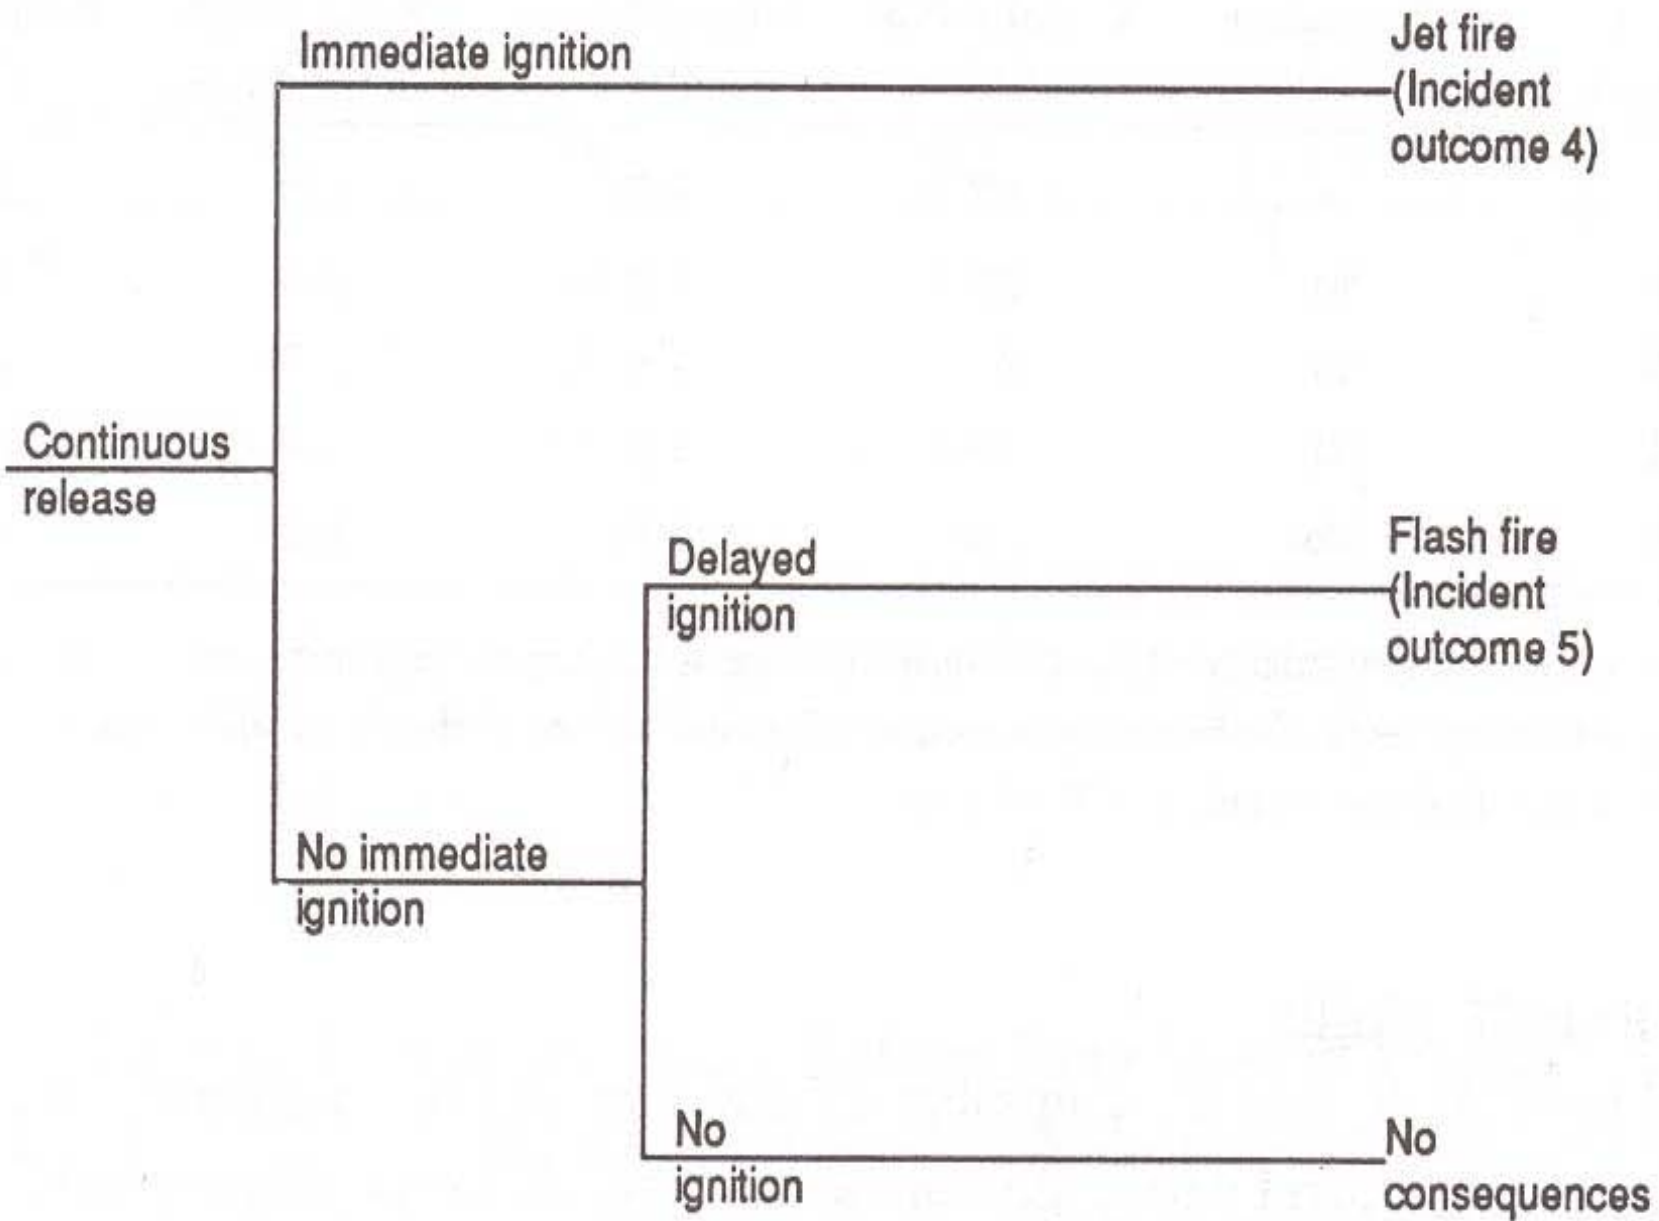 Immediate ignition
Jet fire
(Incident
outcome 4)
Continuous
release
Delayed
ignition
Flash fire
(Incident
outcome 5)
No immediate
ignition
No
ignition
No
consequences